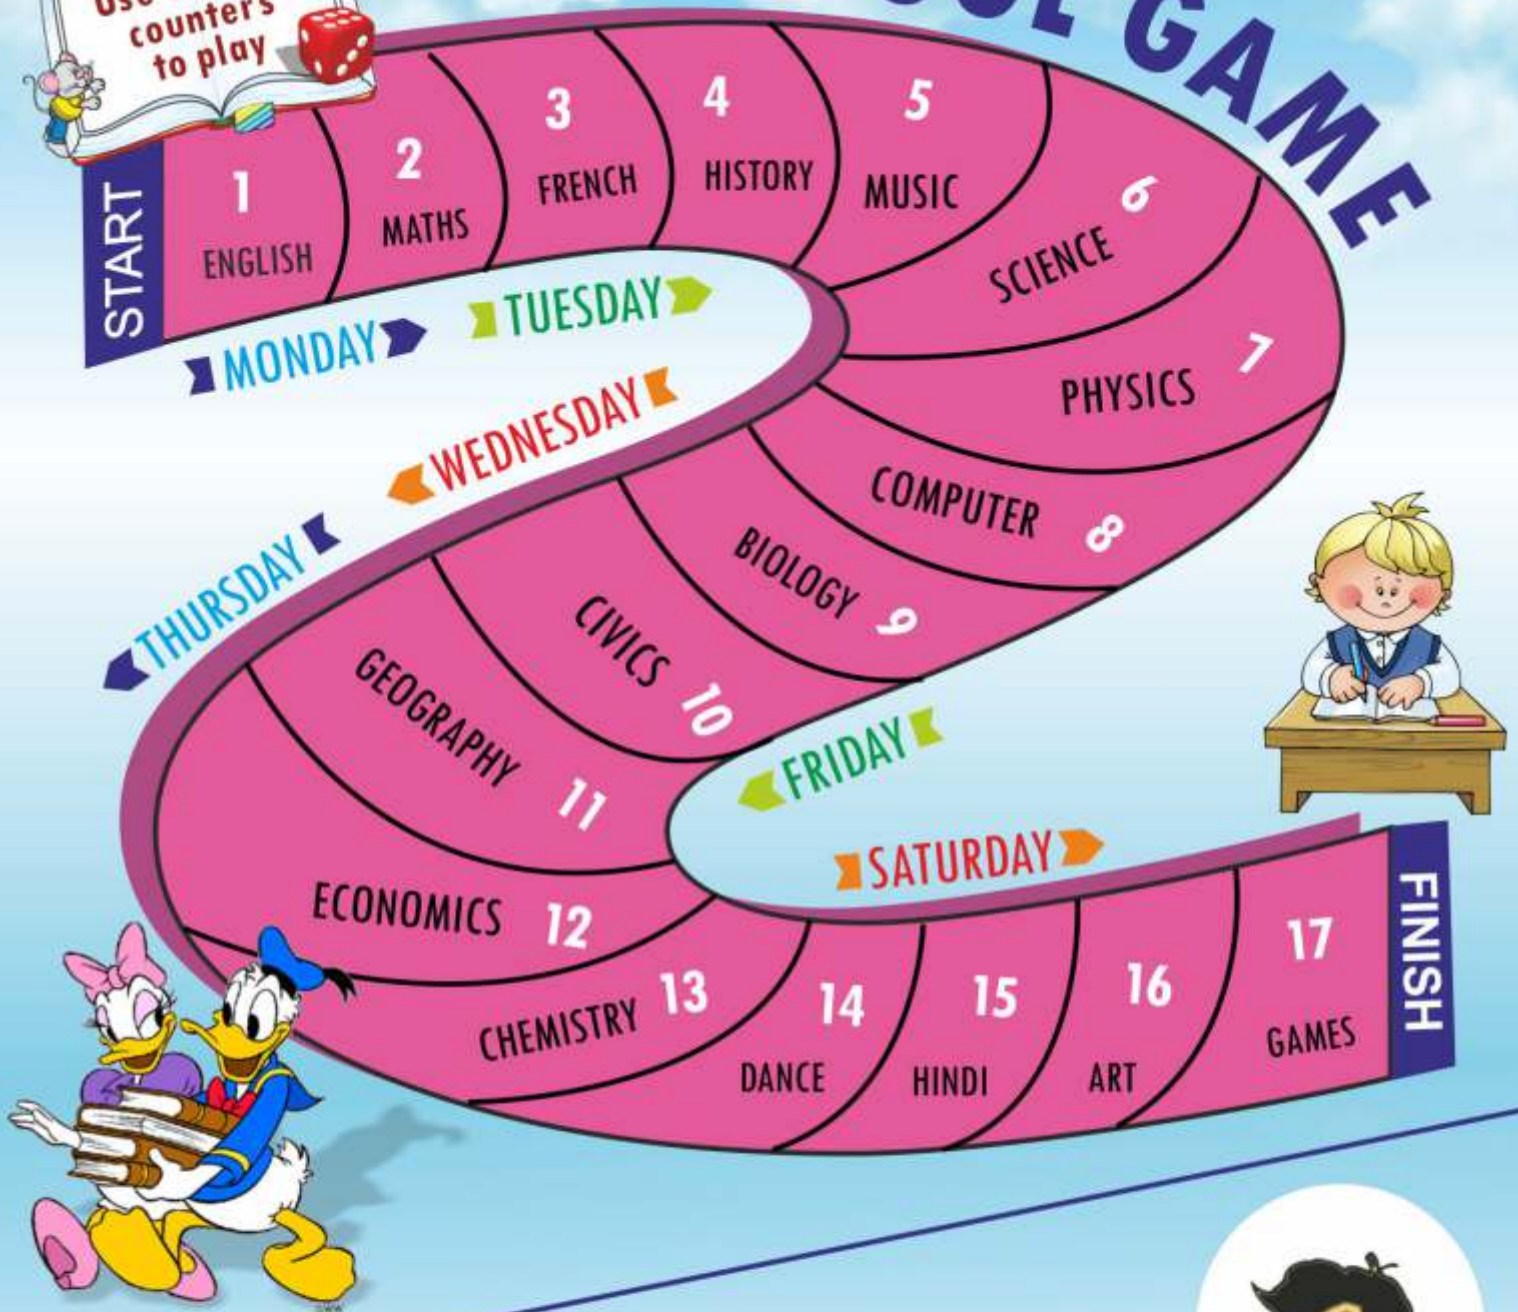 counters
to play
GAME
START
1
ENGLISH
2
MATHS
3
FRENCH
4
HISTORY
5
MUSIC
6
SCIENCE
7
PHYSICS
8
COMPUTER
9
BIOLOGY
10
CIVICS
11
GEOGRAPHY
12
ECONOMICS
13
CHEMISTRY
14
DANCE
15
HINDI
16
ART
17
GAMES
FINISH
MONDAY
TUESDAY
WEDNESDAY
THURSDAY
FRIDAY
SATURDAY